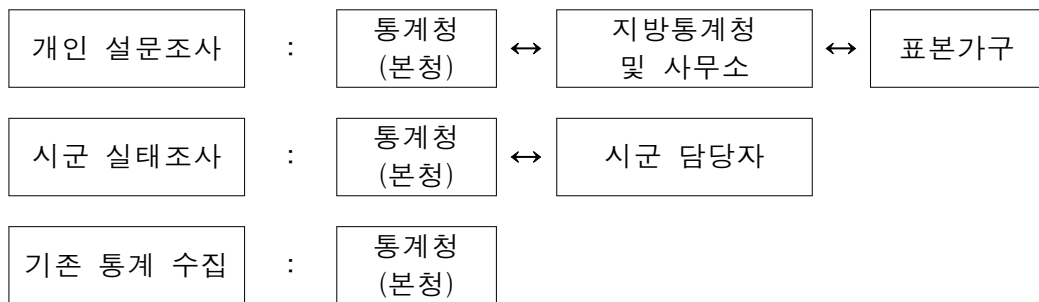 개인 설문조사 : 통계청 (본청) ↔ 지방통계청 및 사무소 ↔ 표본가구
시군 실태조사 : 통계청 (본청) ↔ 시군 담당자
기존 통계 수집 : 통계청 (본청)